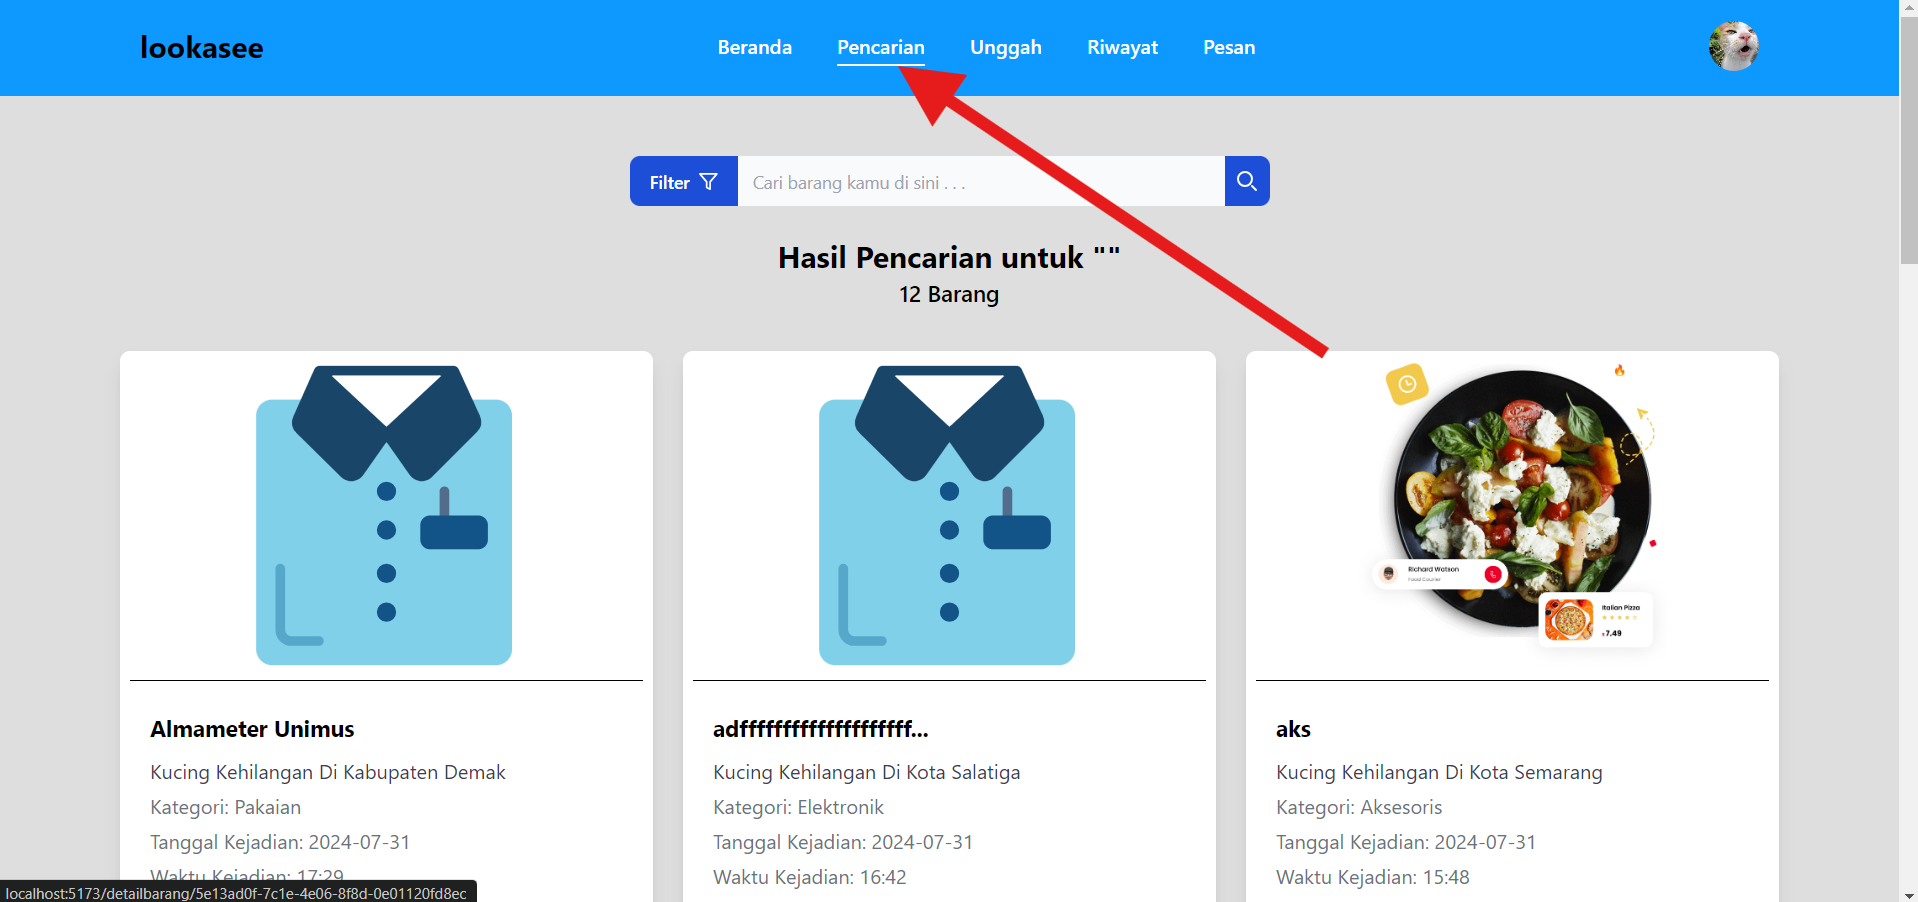 lookasee
Beranda Pencarian Unggah Riwayat Pesan
Filter Cari barang kamu di sini . . .
Hasil Pencarian untuk ""
12 Barang
Richard Watson
Food Courier
Italian Pizza
$7.49
Almameter Unimus
Kucing Kehilangan Di Kabupaten Demak
Kategori: Pakaian
Tanggal Kejadian: 2024-07-31
Waktu Kejadian: 17:29
adffffffffffffffffffff...
Kucing Kehilangan Di Kota Salatiga
Kategori: Elektronik
Tanggal Kejadian: 2024-07-31
Waktu Kejadian: 16:42
aks
Kucing Kehilangan Di Kota Semarang
Kategori: Aksesoris
Tanggal Kejadian: 2024-07-31
Waktu Kejadian: 15:48
localhost:5173/detailbarang/5e13ad0f-7c1e-4e06-8f8d-0e01120fd8ec